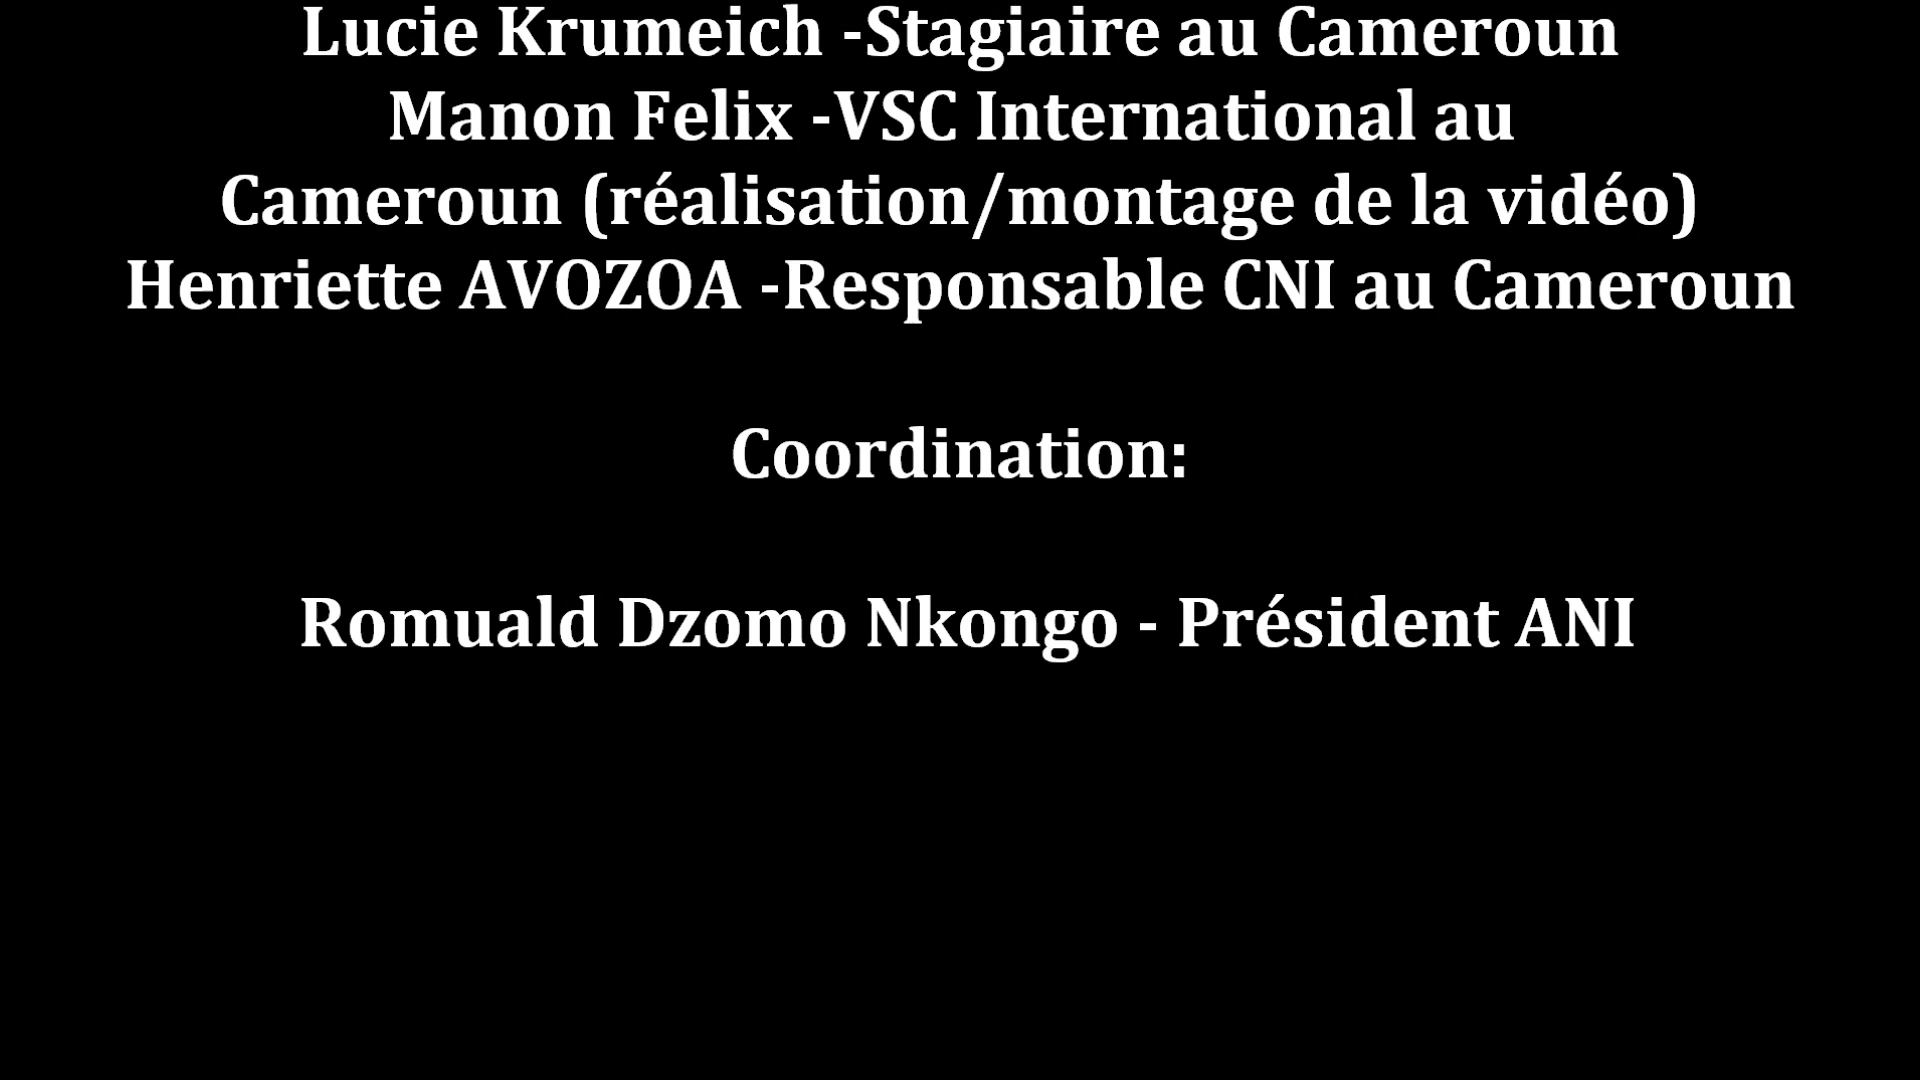 Lucie Krumeich -Stagiaire au Cameroun
Manon Felix -VSC International au
Cameroun (réalisation/montage de la vidéo)
Henriette AVOZOA -Responsable CNI au Cameroun
Coordination:
Romuald Dzomo Nkongo - Président ANI